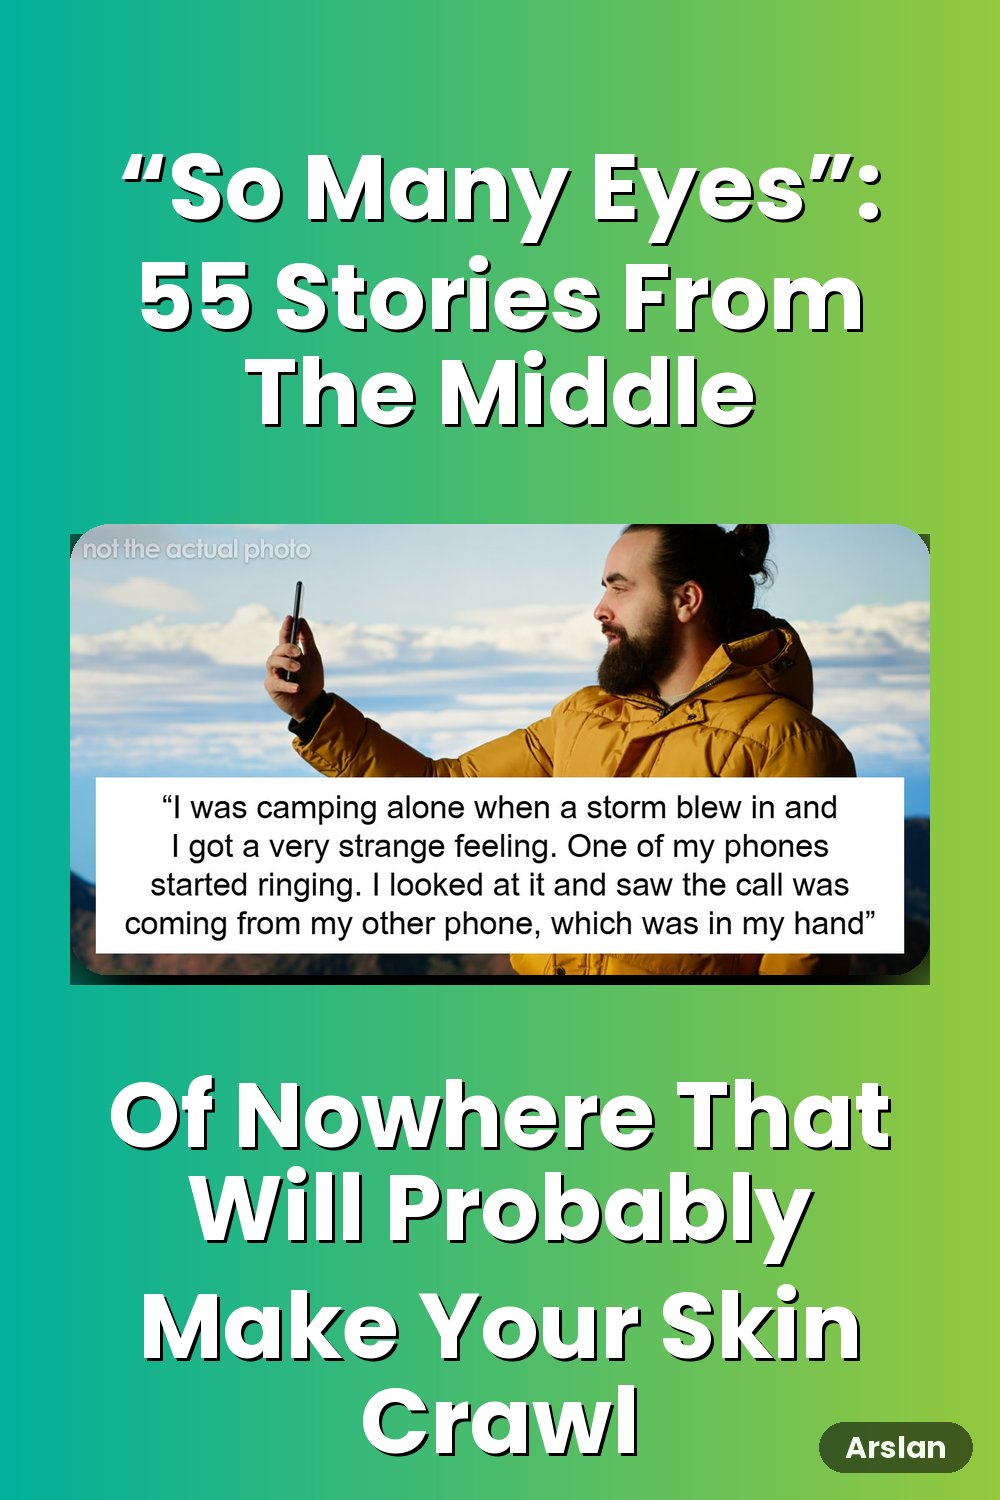 “So Many Eyes”:
55 Stories From
The Middle
not the actual photo
“I was camping alone when a storm blew in and
I got a very strange feeling. One of my phones
started ringing. I looked at it and saw the call was
coming from my other phone, which was in my hand”
Of Nowhere That
Will Probably
Make Your Skin
Crawl
Arslan